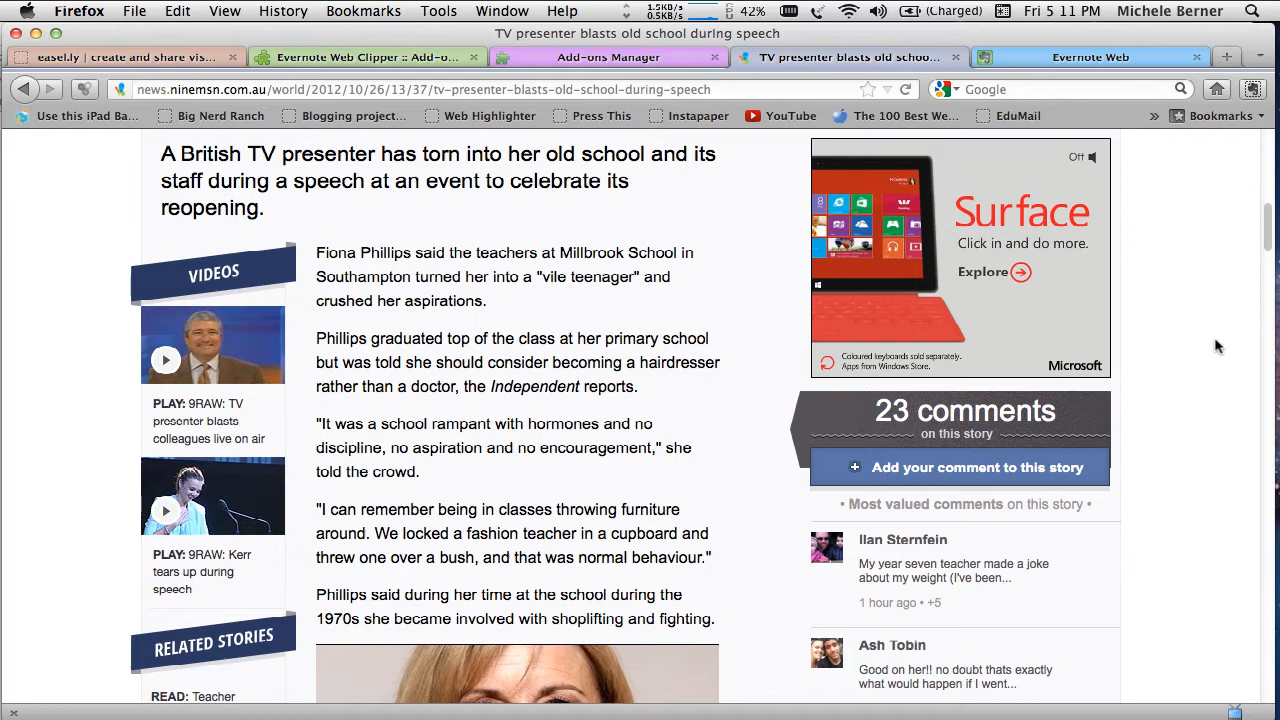 Firefox File Edit View History Bookmarks Tools Window Help 1.5KB/s 0.5KB/s 42% (Charged) Fri 5 11 PM Michele Berner
TV presenter blasts old school during speech
easel.ly | create and share vis... Evernote Web Clipper :: Add-o... Add-ons Manager TV presenter blasts old schoo... Evernote Web
news.ninemsn.com.au/world/2012/10/26/13/37/tv-presenter-blasts-old-school-during-speech Google
Use this iPad Ba... Big Nerd Ranch Blogging project... Web Highlighter Press This Instapaper YouTube The 100 Best We... EduMail » Bookmarks
A British TV presenter has torn into her old school and its
staff during a speech at an event to celebrate its
reopening.
VIDEOS
PLAY: 9RAW: TV
presenter blasts
colleagues live on air
PLAY: 9RAW: Kerr
tears up during
speech
RELATED STORIES
READ: Teacher
Fiona Phillips said the teachers at Millbrook School in
Southampton turned her into a "vile teenager" and
crushed her aspirations.
Phillips graduated top of the class at her primary school
but was told she should consider becoming a hairdresser
rather than a doctor, the Independent reports.
"It was a school rampant with hormones and no
discipline, no aspiration and no encouragement," she
told the crowd.
"I can remember being in classes throwing furniture
around. We locked a fashion teacher in a cupboard and
threw one over a bush, and that was normal behaviour."
Phillips said during her time at the school during the
1970s she became involved with shoplifting and fighting.
Off
Surface
Click in and do more.
Explore
Coloured keyboards sold separately.
Apps from Windows Store.
Microsoft
23 comments
on this story
+ Add your comment to this story
• Most valued comments on this story •
Ilan Sternfein
My year seven teacher made a joke
about my weight (I've been...
1 hour ago • +5
Ash Tobin
Good on her!! no doubt thats exactly
what would happen if I went...